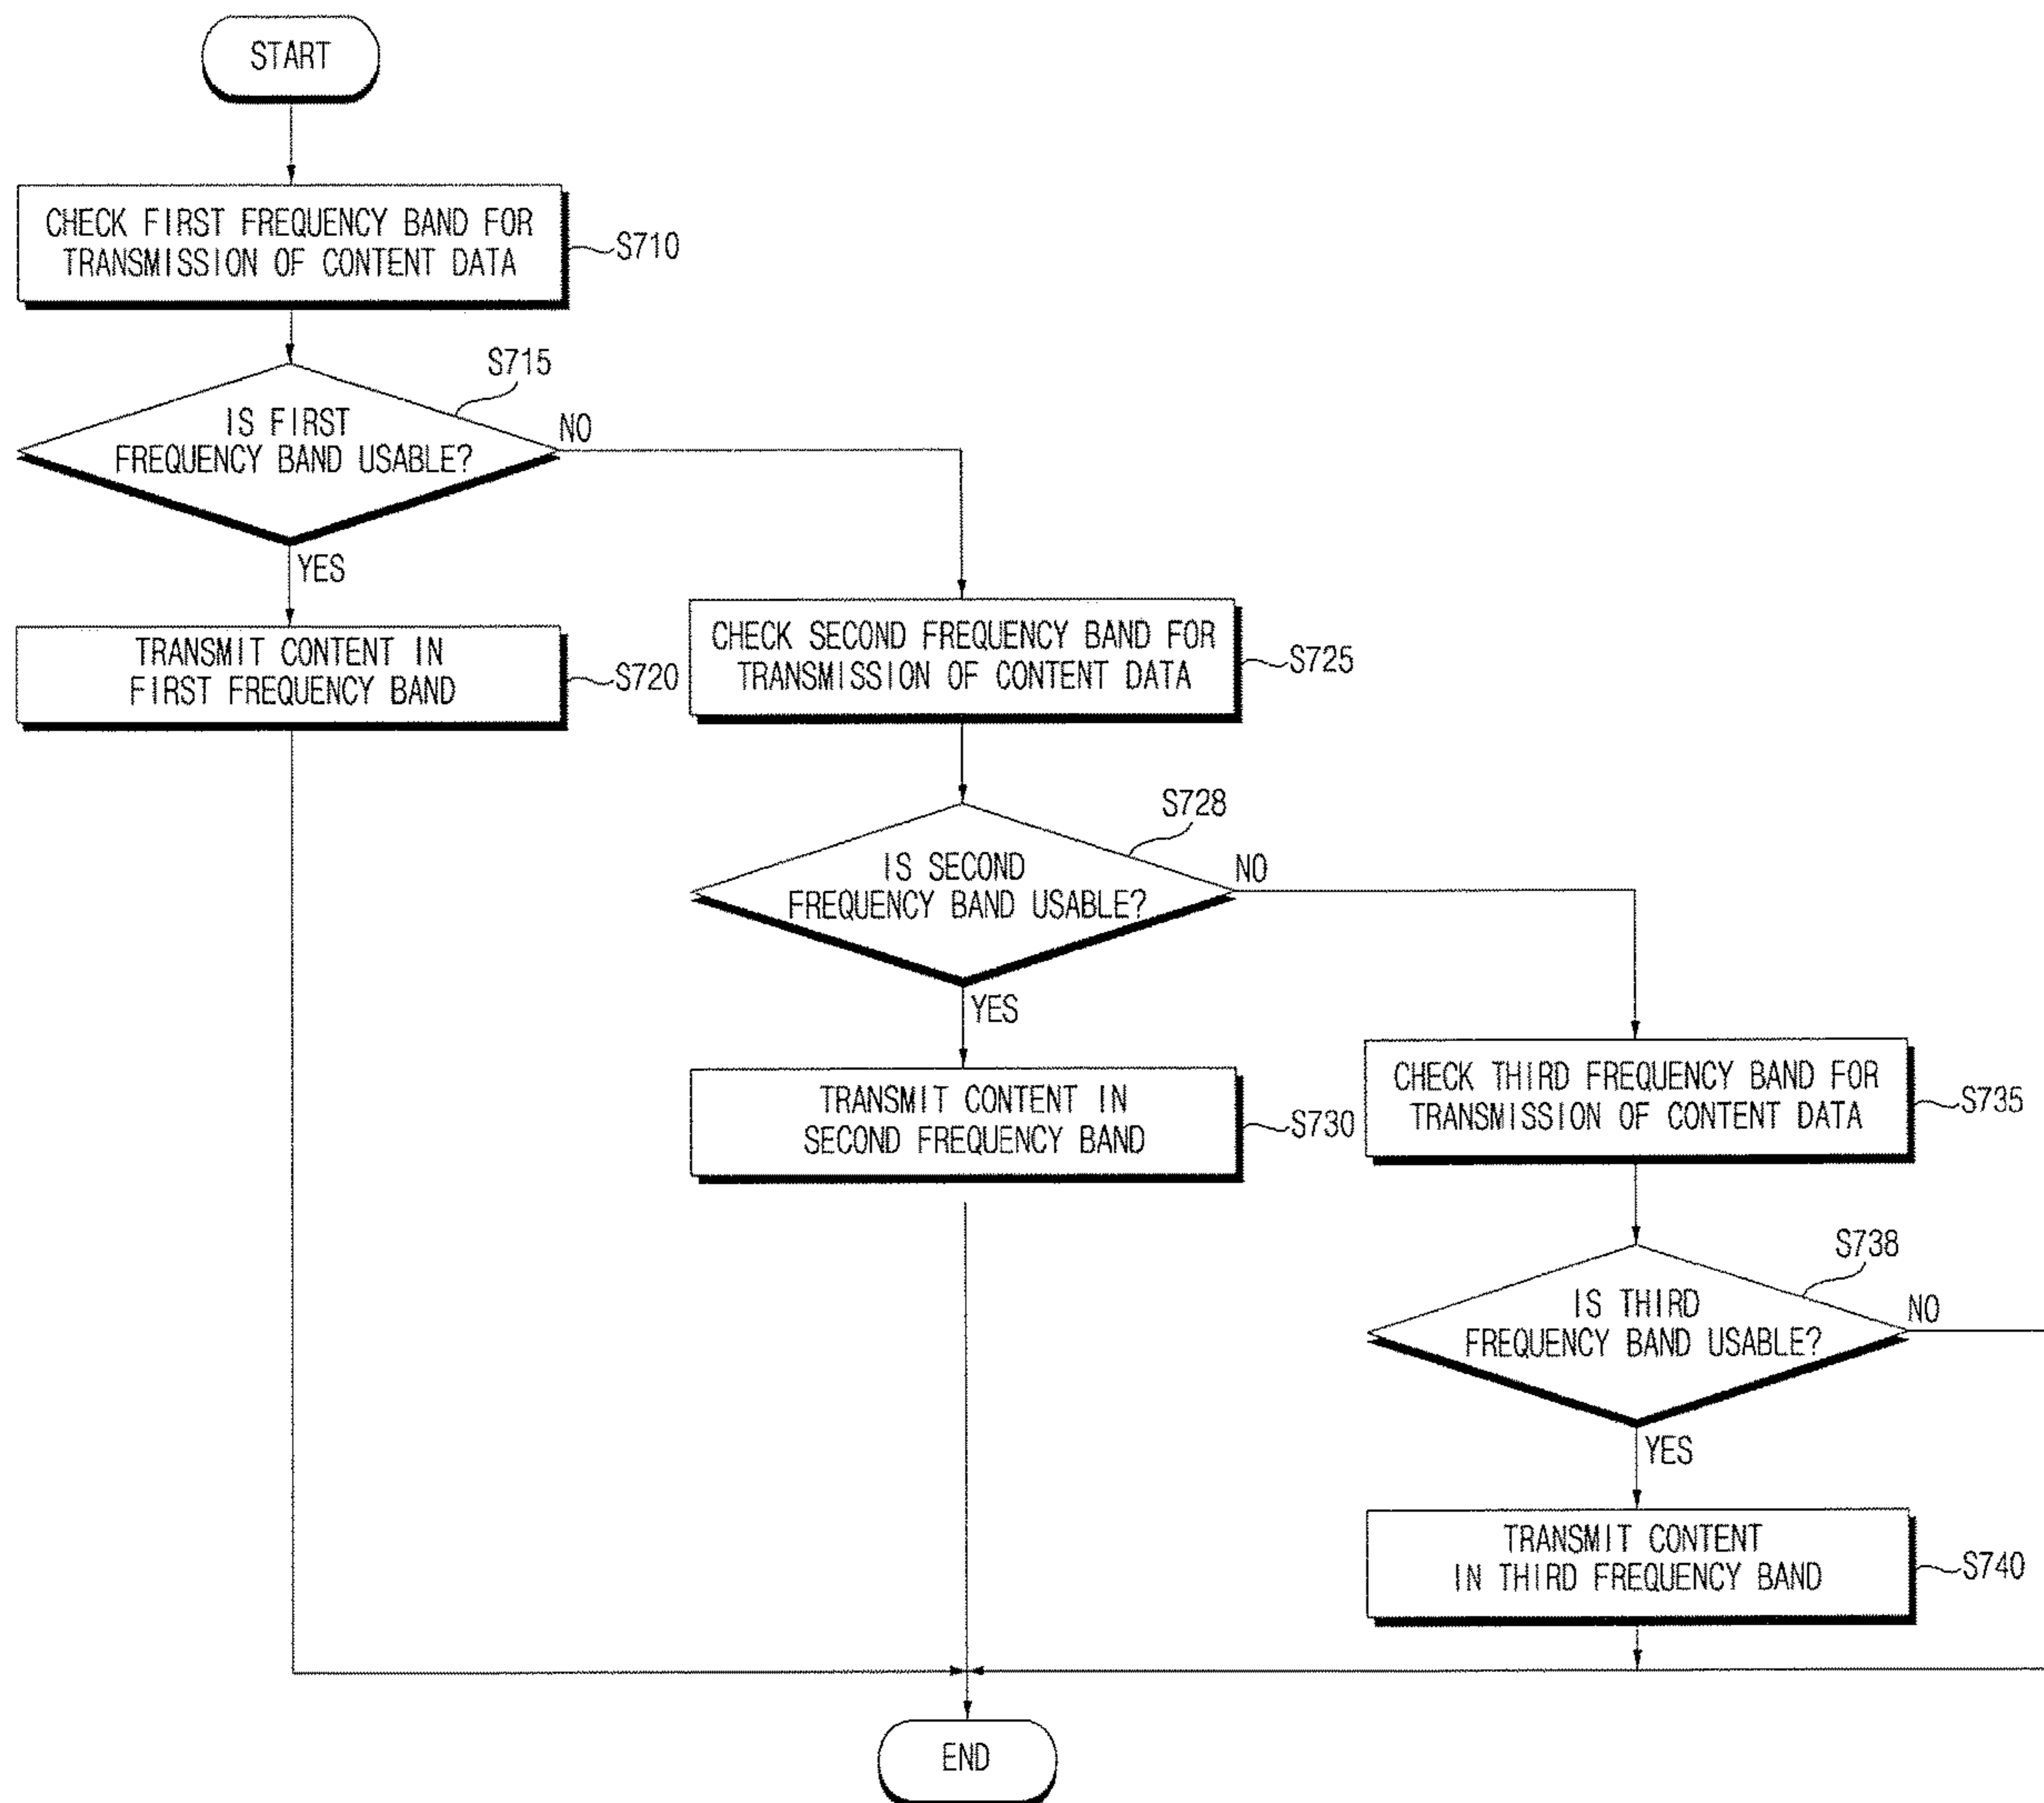 START
CHECK FIRST FREQUENCY BAND FOR
TRANSMISSION OF CONTENT DATA
S710
S715
IS FIRST
FREQUENCY BAND USABLE?
NO
YES
TRANSMIT CONTENT IN
FIRST FREQUENCY BAND
S720
CHECK SECOND FREQUENCY BAND FOR
TRANSMISSION OF CONTENT DATA
S725
S728
IS SECOND
FREQUENCY BAND USABLE?
NO
YES
TRANSMIT CONTENT IN
SECOND FREQUENCY BAND
S730
CHECK THIRD FREQUENCY BAND FOR
TRANSMISSION OF CONTENT DATA
S735
S738
IS THIRD
FREQUENCY BAND USABLE?
NO
YES
TRANSMIT CONTENT
IN THIRD FREQUENCY BAND
S740
END